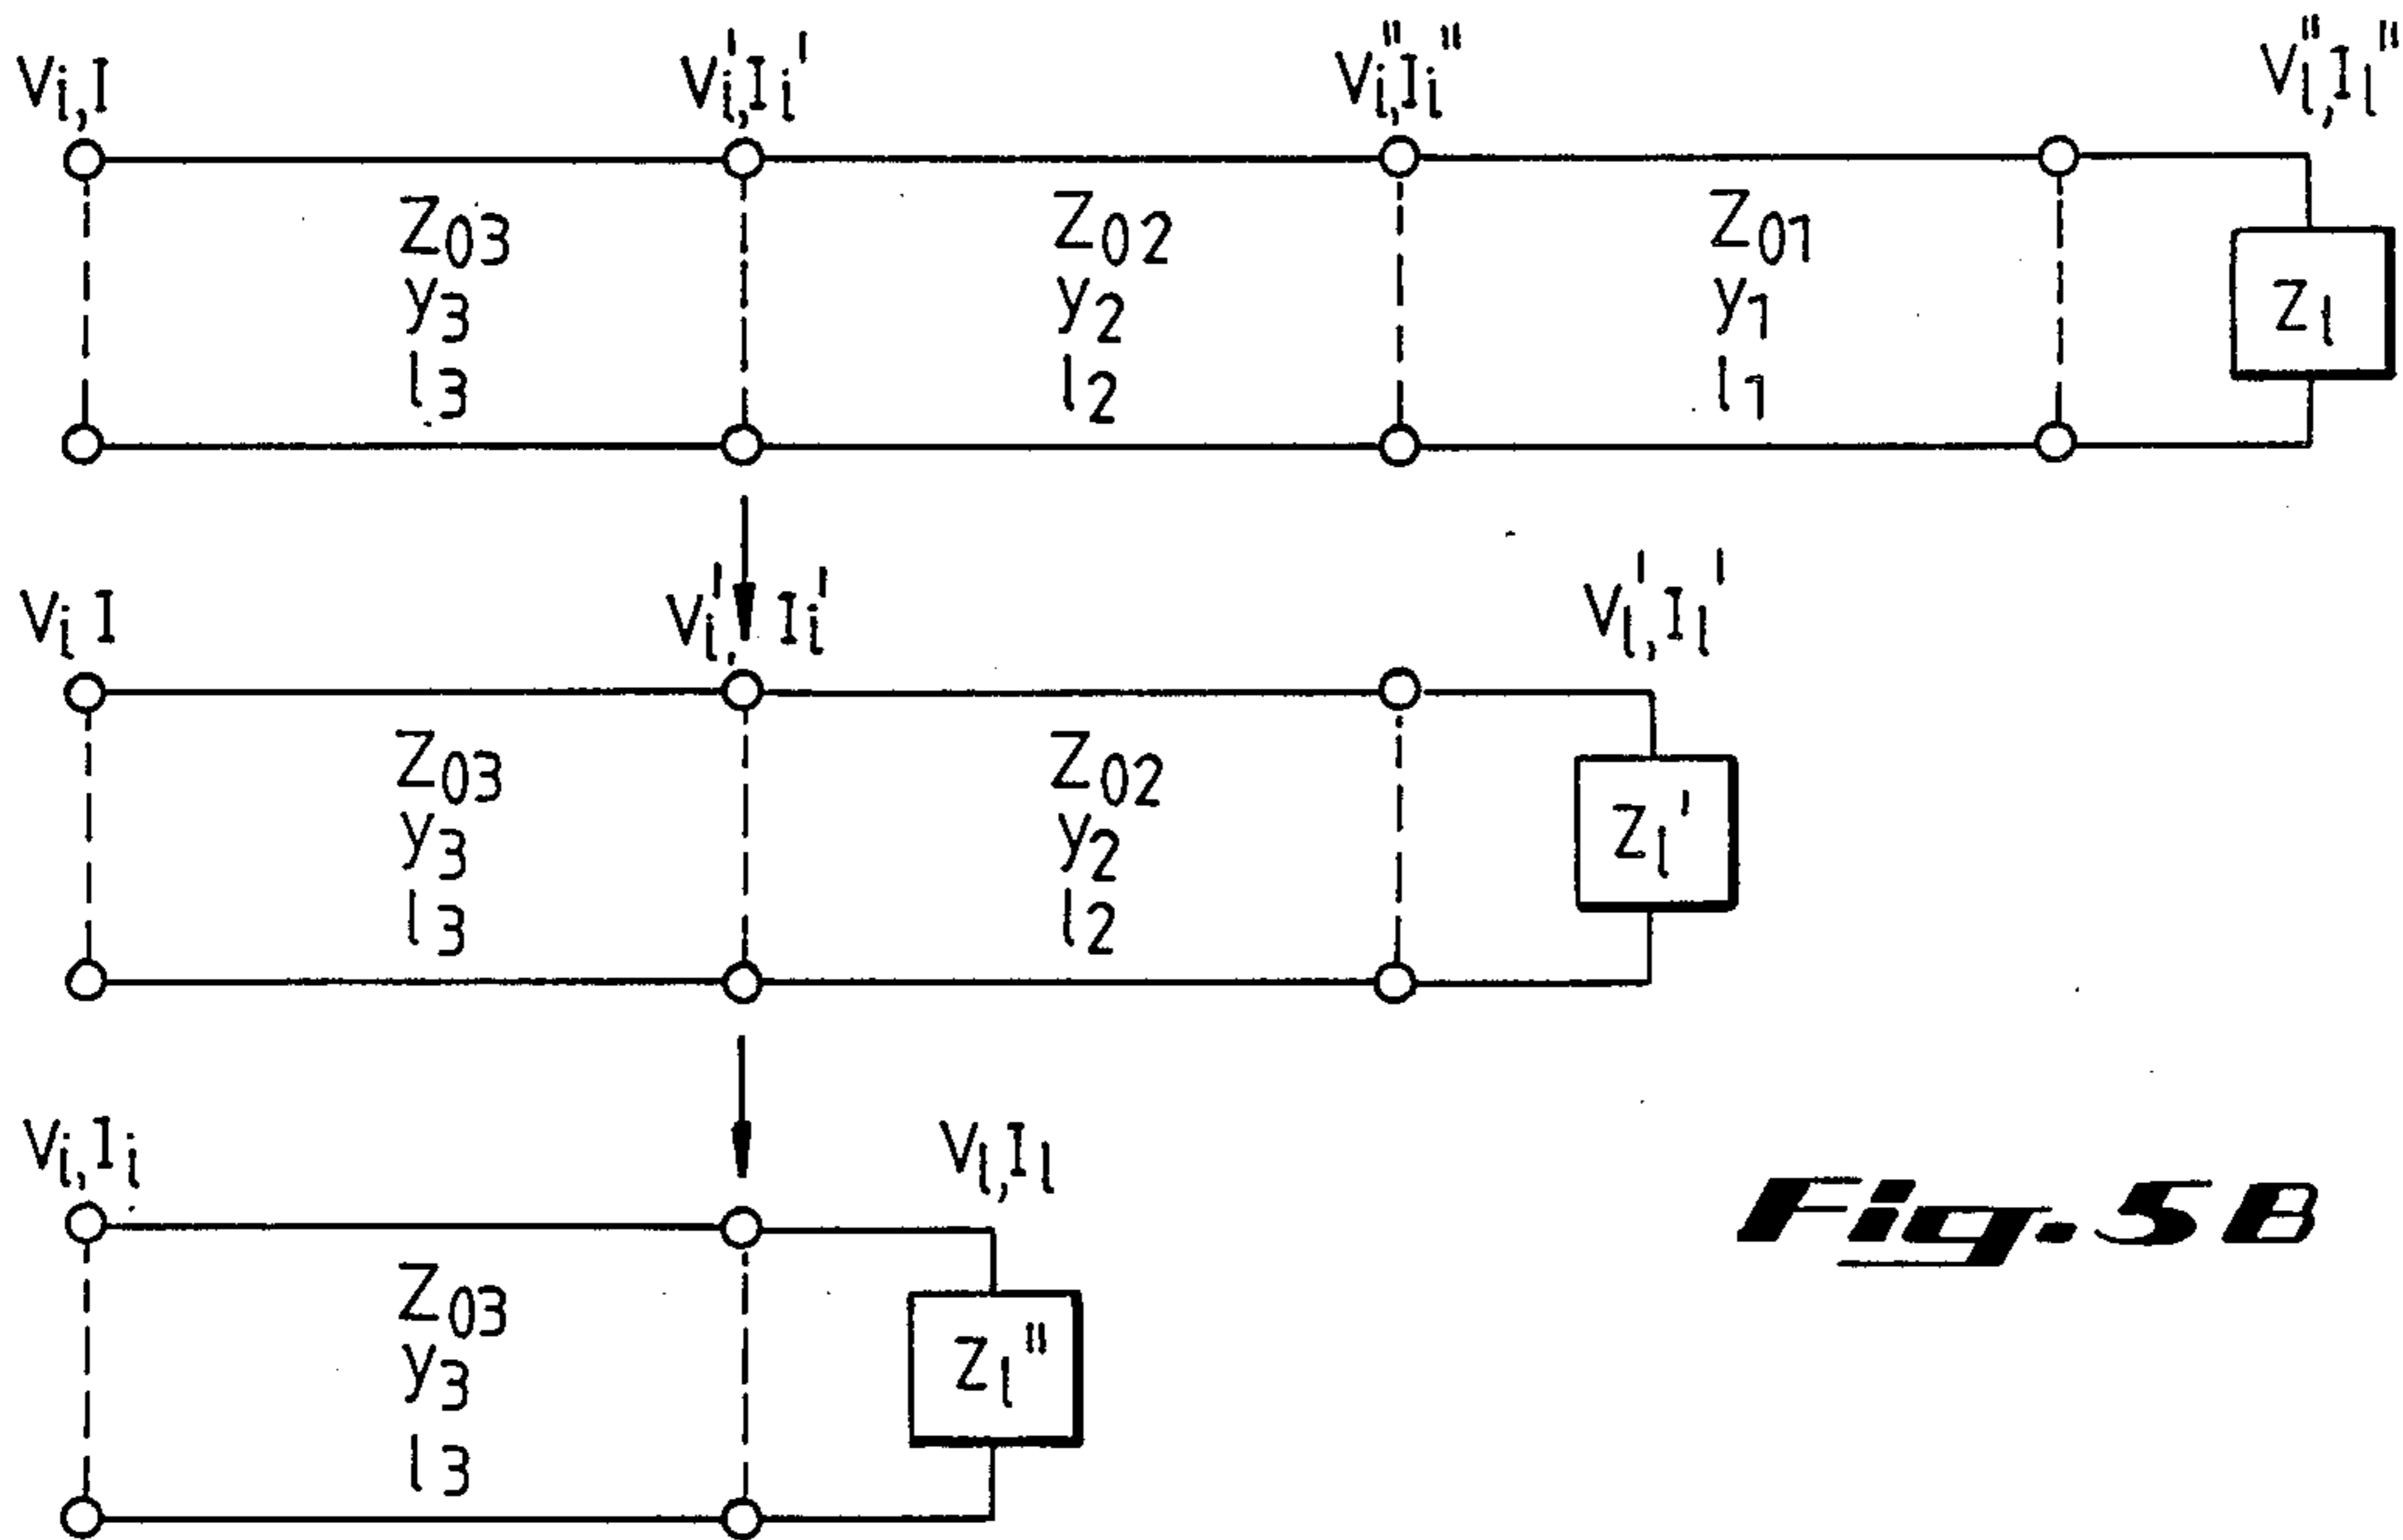 Vi,I Vi',Ii' Vi'',Ii'' Vl'',Il''
Z03 Z02 Z01
y3 y2 y1 Zl
l3 l2 l1
Vi I Vi', Ii' Vl',Il'
Z03 Z02
y3 y2 Zl'
l3 l2
Vi,Ii Vl,Il
Z03
y3 Zl''
l3
Fig. 5B